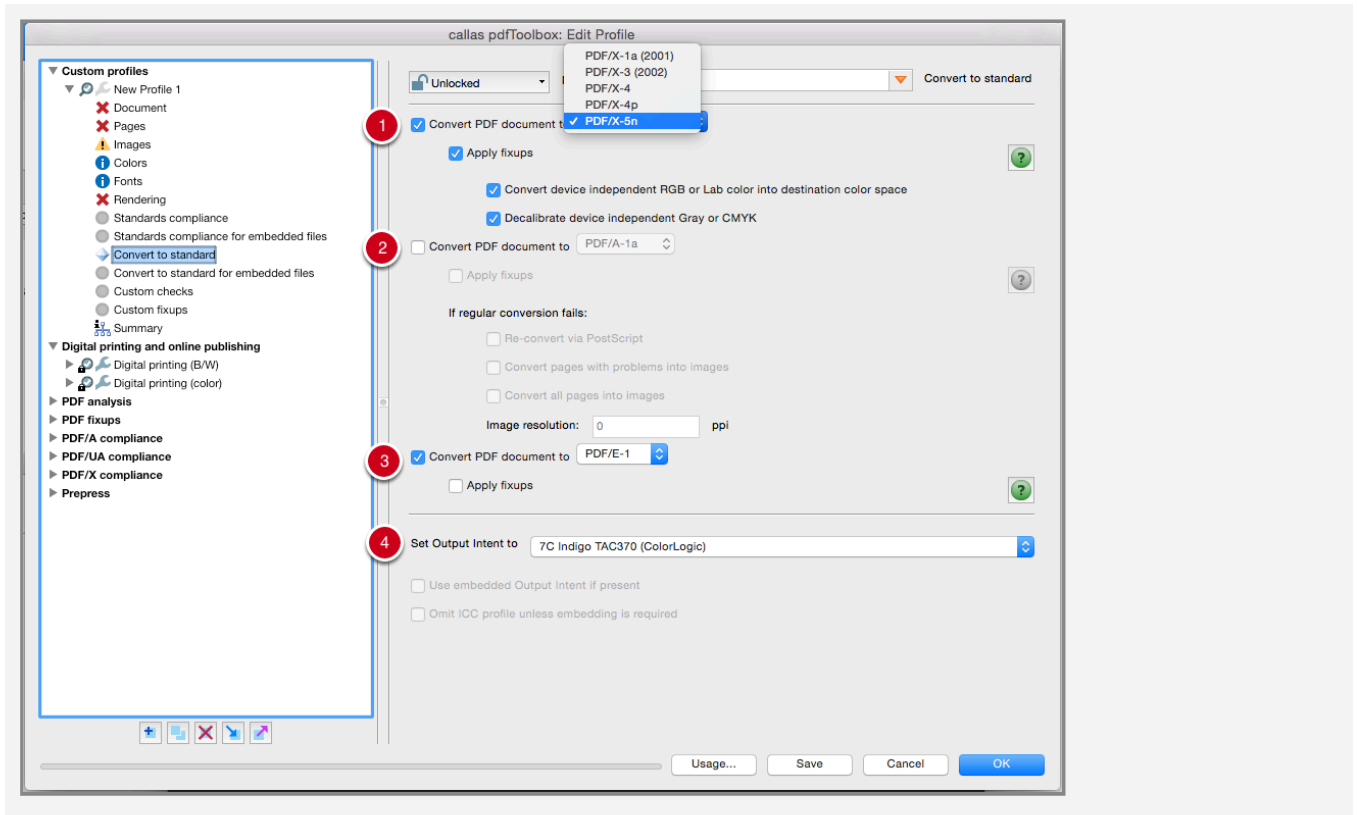 callas pdfToolbox: Edit Profile
Custom profiles
New Profile 1
Document
Pages
Images
Colors
Fonts
Rendering
Standards compliance
Standards compliance for embedded files
Convert to standard
Convert to standard for embedded files
Custom checks
Custom fixups
Summary
Digital printing and online publishing
Digital printing (B/W)
Digital printing (color)
PDF analysis
PDF fixups
PDF/A compliance
PDF/UA compliance
PDF/X compliance
Prepress
Unlocked
Convert to standard
PDF/X-1a (2001)
PDF/X-3 (2002)
PDF/X-4
PDF/X-4p
PDF/X-5n
1 Convert PDF document t
Apply fixups
Convert device independent RGB or Lab color into destination color space
Decalibrate device independent Gray or CMYK
2 Convert PDF document to PDF/A-1a
Apply fixups
If regular conversion fails:
Re-convert via PostScript
Convert pages with problems into images
Convert all pages into images
Image resolution: 0 ppi
3 Convert PDF document to PDF/E-1
Apply fixups
4 Set Output Intent to 7C Indigo TAC370 (ColorLogic)
Use embedded Output Intent if present
Omit ICC profile unless embedding is required
Usage... Save Cancel OK